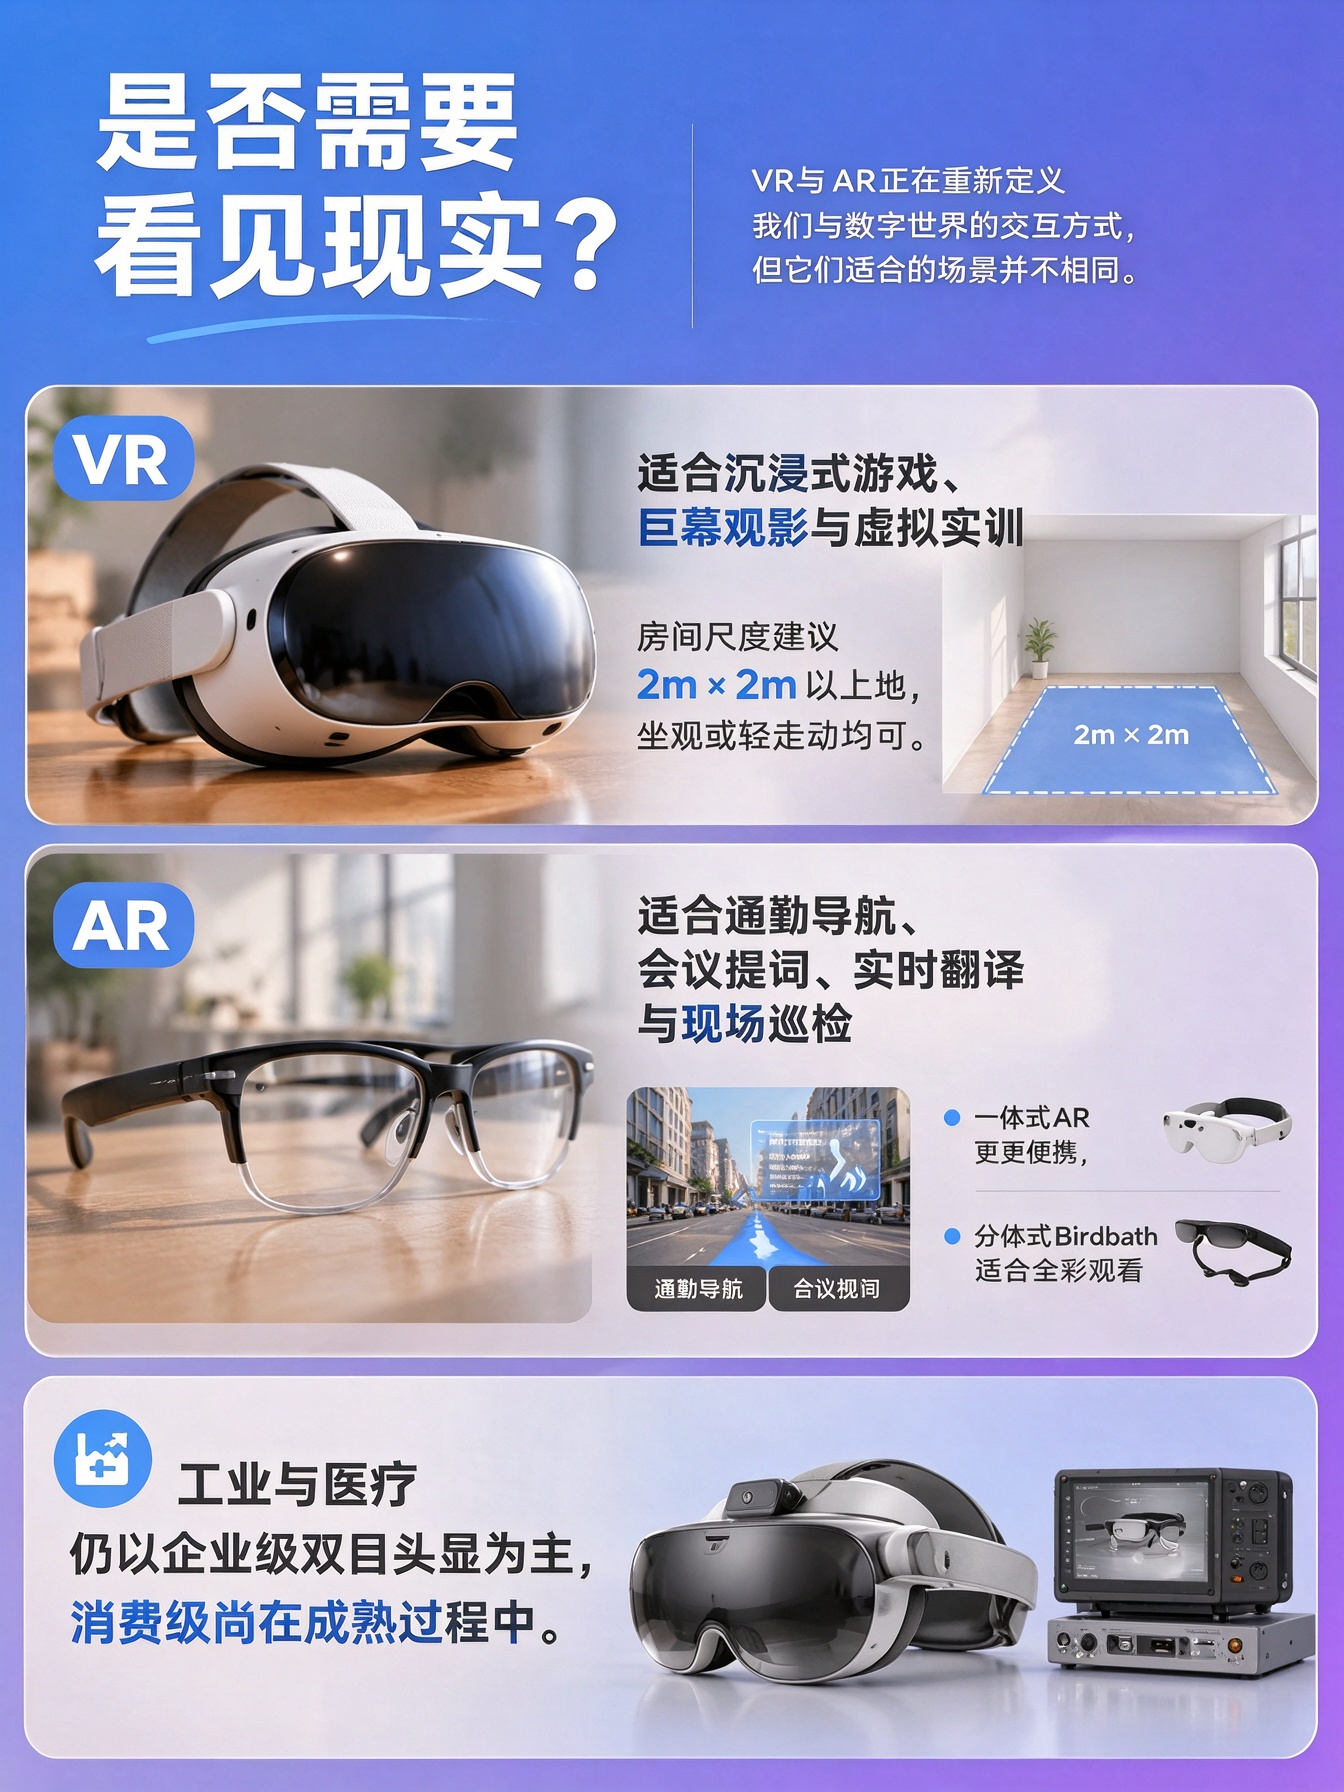 是否需要
看见现实？
VR与AR正在重新定义
我们与数字世界的交互方式，
但它们适合的场景并不相同。
VR
适合沉浸式游戏、
巨幕观影与虚拟实训
房间尺度建议
2m × 2m 以上地，
坐观或轻走动均可。
2m × 2m
AR
适合通勤导航、
会议提词、实时翻译
与现场巡检
通勤导航
会议视间
一体式AR
更更便携，
分体式Birdbath
适合全彩观看
工业与医疗
仍以企业级双目头显为主，
消费级尚在成熟过程中。